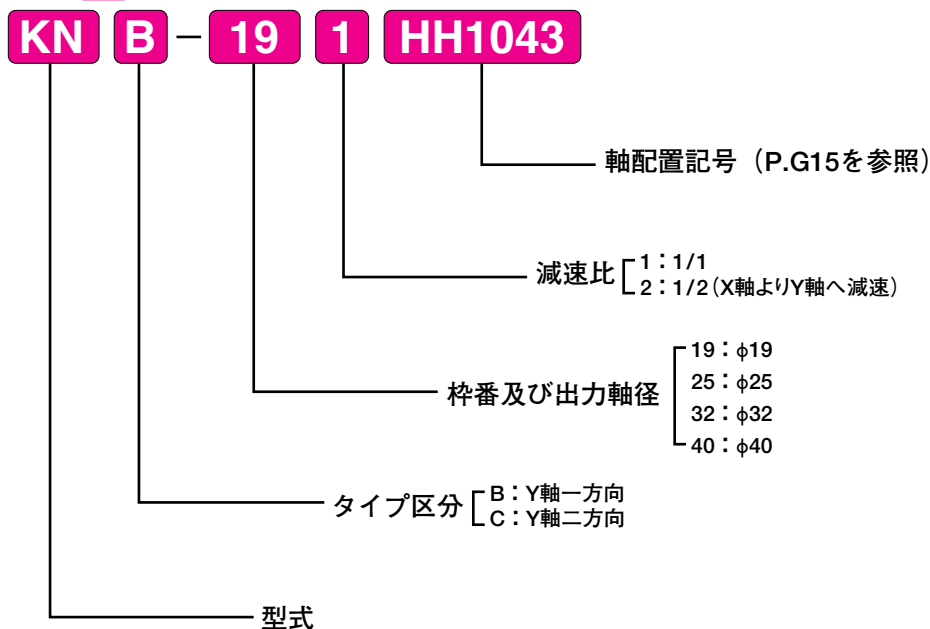 KN B - 19 1 HH1043
軸配置記号（P.G15を参照）
減速比
1：1/1
2：1/2(X軸よりY軸へ減速)
枠番及び出力軸径
19：φ19
25：φ25
32：φ32
40：φ40
タイプ区分
B：Y軸一方向
C：Y軸二方向
型式